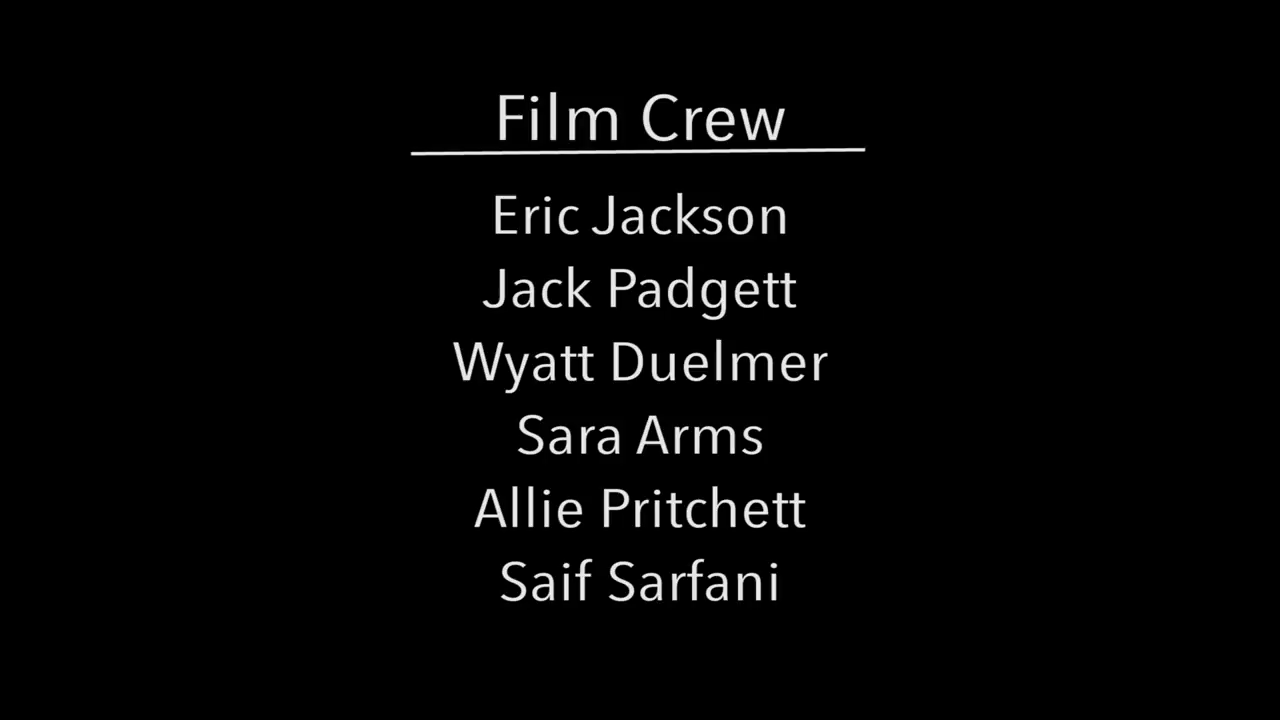 Film Crew
Eric Jackson
Jack Padgett
Wyatt Duelmer
Sara Arms
Allie Pritchett
Saif Sarfani